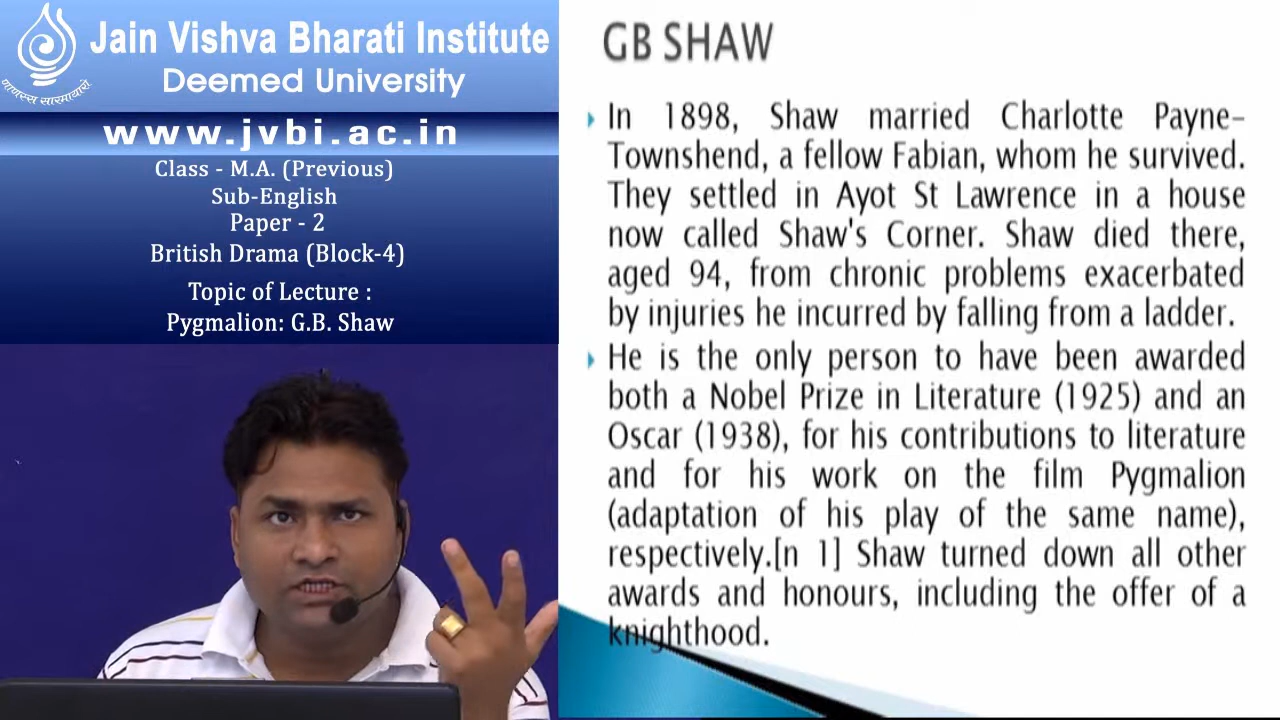 Jain Vishva Bharati Institute
Deemed University
www.jvbi.ac.in
Class - M.A. (Previous)
Sub-English
Paper - 2
British Drama (Block-4)
Topic of Lecture :
Pygmalion: G.B. Shaw
GB SHAW
In 1898, Shaw married Charlotte Payne-
Townshend, a fellow Fabian, whom he survived.
They settled in Ayot St Lawrence in a house
now called Shaw's Corner. Shaw died there,
aged 94, from chronic problems exacerbated
by injuries he incurred by falling from a ladder.
He is the only person to have been awarded
both a Nobel Prize in Literature (1925) and an
Oscar (1938), for his contributions to literature
and for his work on the film Pygmalion
(adaptation of his play of the same name),
respectively.[n 1] Shaw turned down all other
awards and honours, including the offer of a
knighthood.